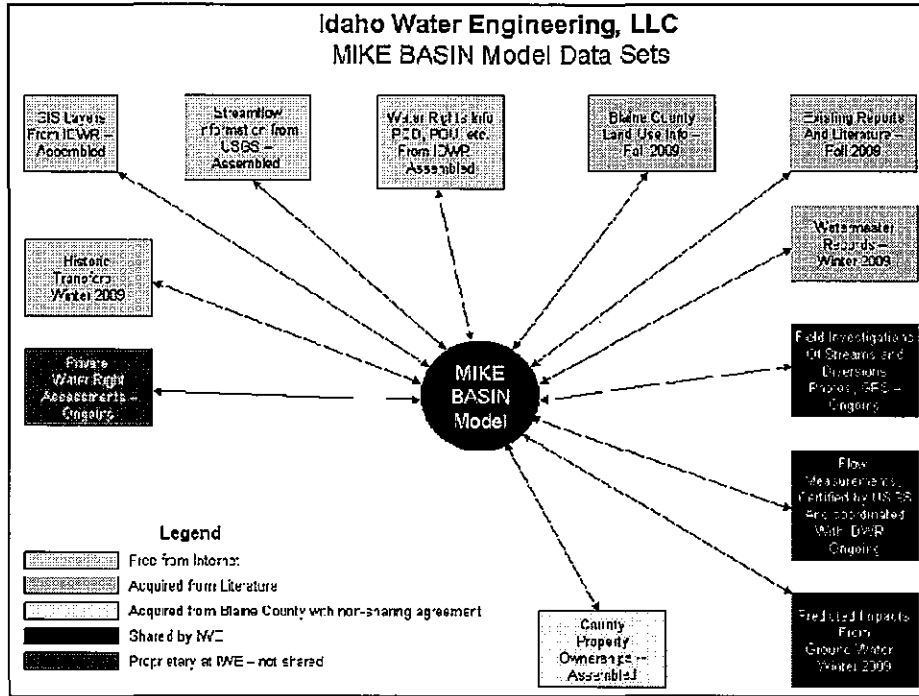 Idaho Water Engineering, LLC
MIKE BASIN Model Data Sets
GIS Layers
From IDWR –
Assembled
Streamflow
Information from
USGS –
Assembled
Water Rights Info
POD, POU, etc.
From IDWR
Assembled
Blaine County
Land Use Info –
Fall 2009
Existing Reports
And Literature –
Fall 2009
Historic
Transfers
Winter 2009
Watermaster
Records –
Winter 2009
Private
Water Right
Assessments –
Ongoing
MIKE
BASIN
Model
Field Investigations
Of Streams and
Diversions
Photos, GPS –
Ongoing
Flow
Measurements,
Certified by USGS
And coordinated
With DWR
Ongoing
Predicted Impacts
From
Ground Water
Winter 2009
County
Property
Ownerships –
Assembled
Legend
Free from Internet
Acquired from Literature
Acquired from Blaine County with non-sharing agreement
Shared by IWE
Proprietary at IWE – not shared